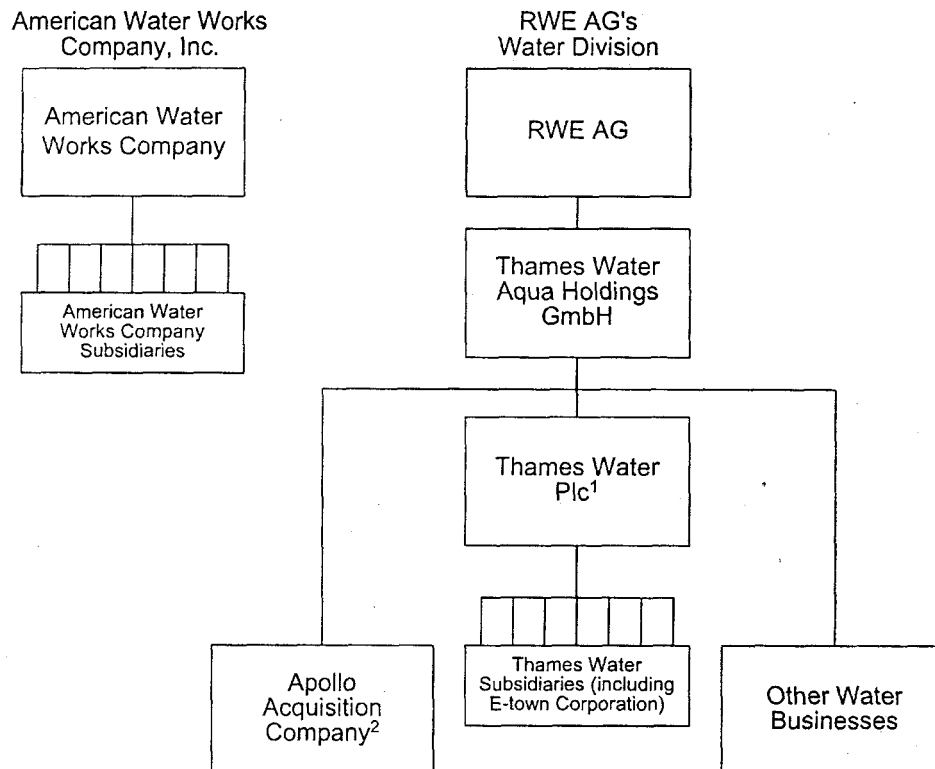 American Water Works
Company, Inc.
American Water
Works Company
American Water
Works Company
Subsidiaries
RWE AG's
Water Division
RWE AG
Thames Water
Aqua Holdings
GmbH
Thames Water
Plc¹
Apollo
Acquisition
Company²
Thames Water
Subsidiaries (including
E-town Corporation)
Other Water
Businesses